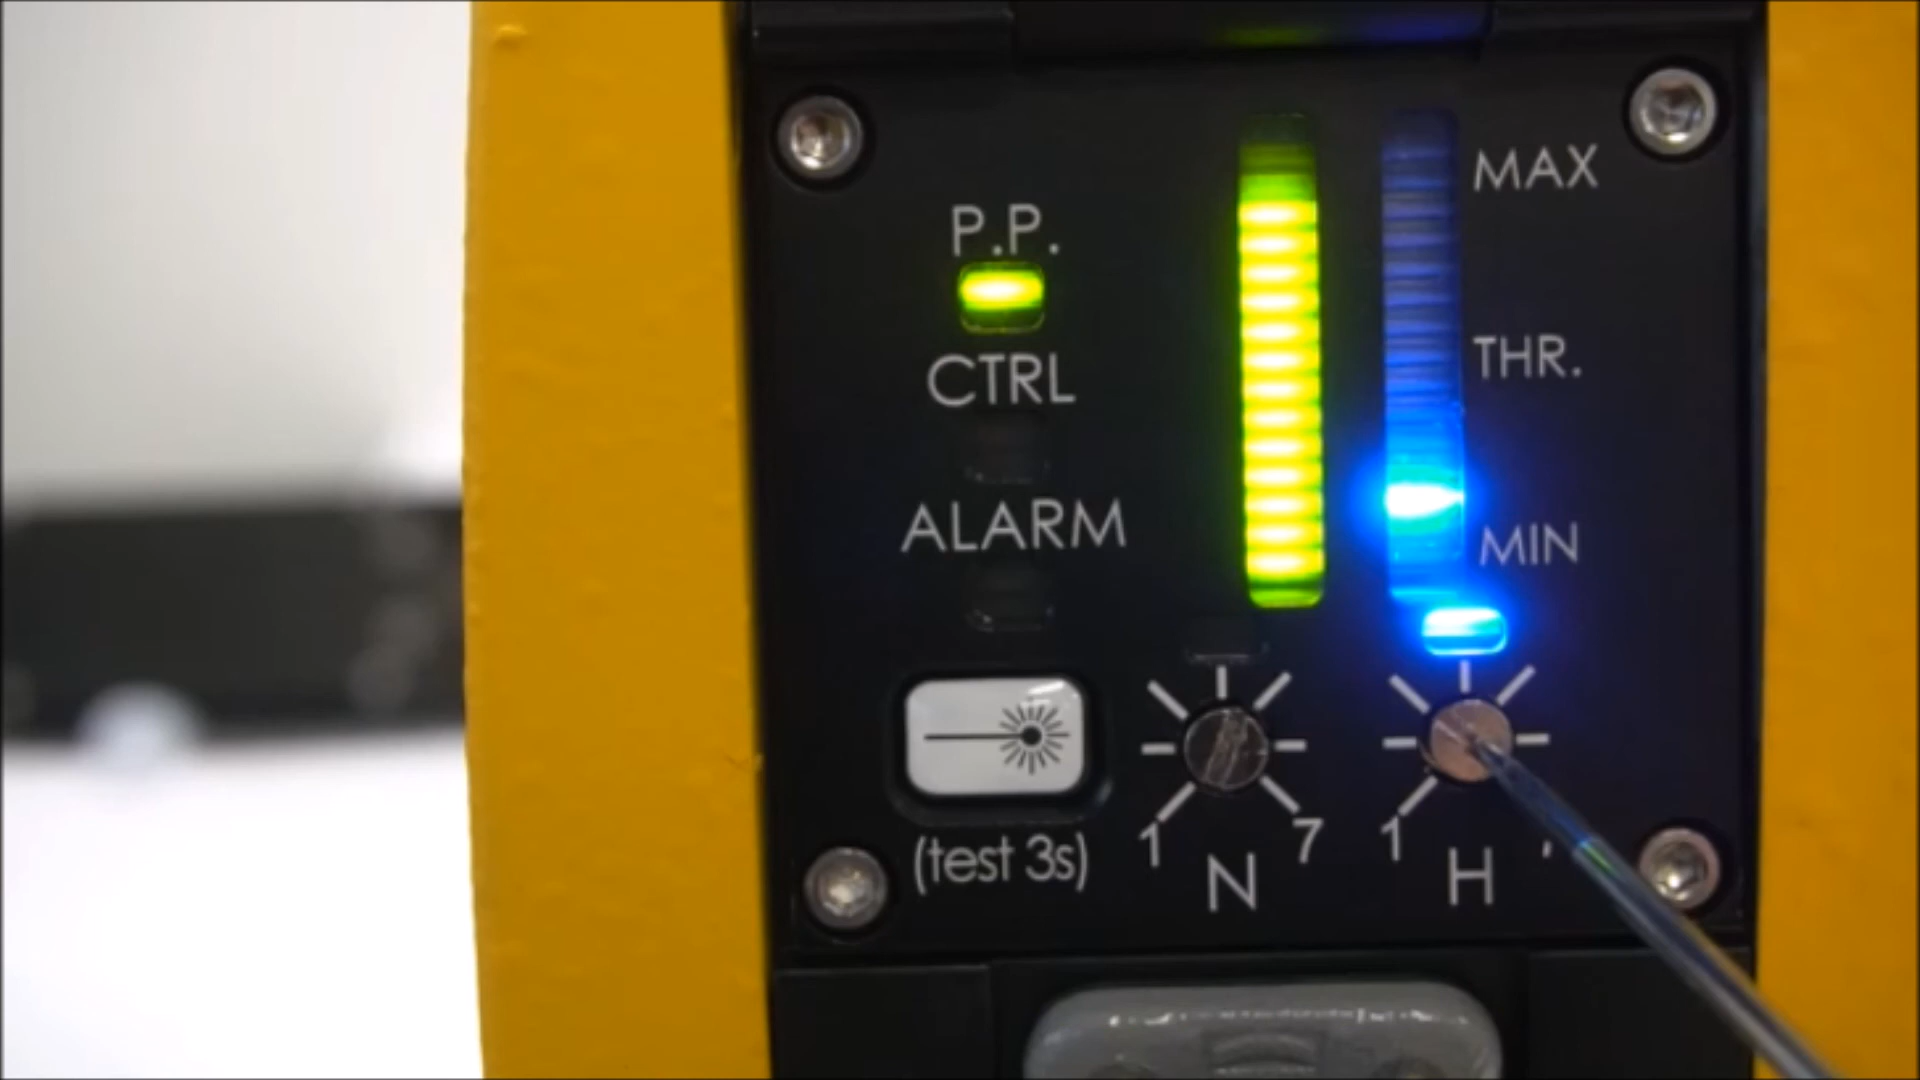 MAX
P.P.
THR.
CTRL
ALARM
MIN
(test 3s)
1 7
N
1
H